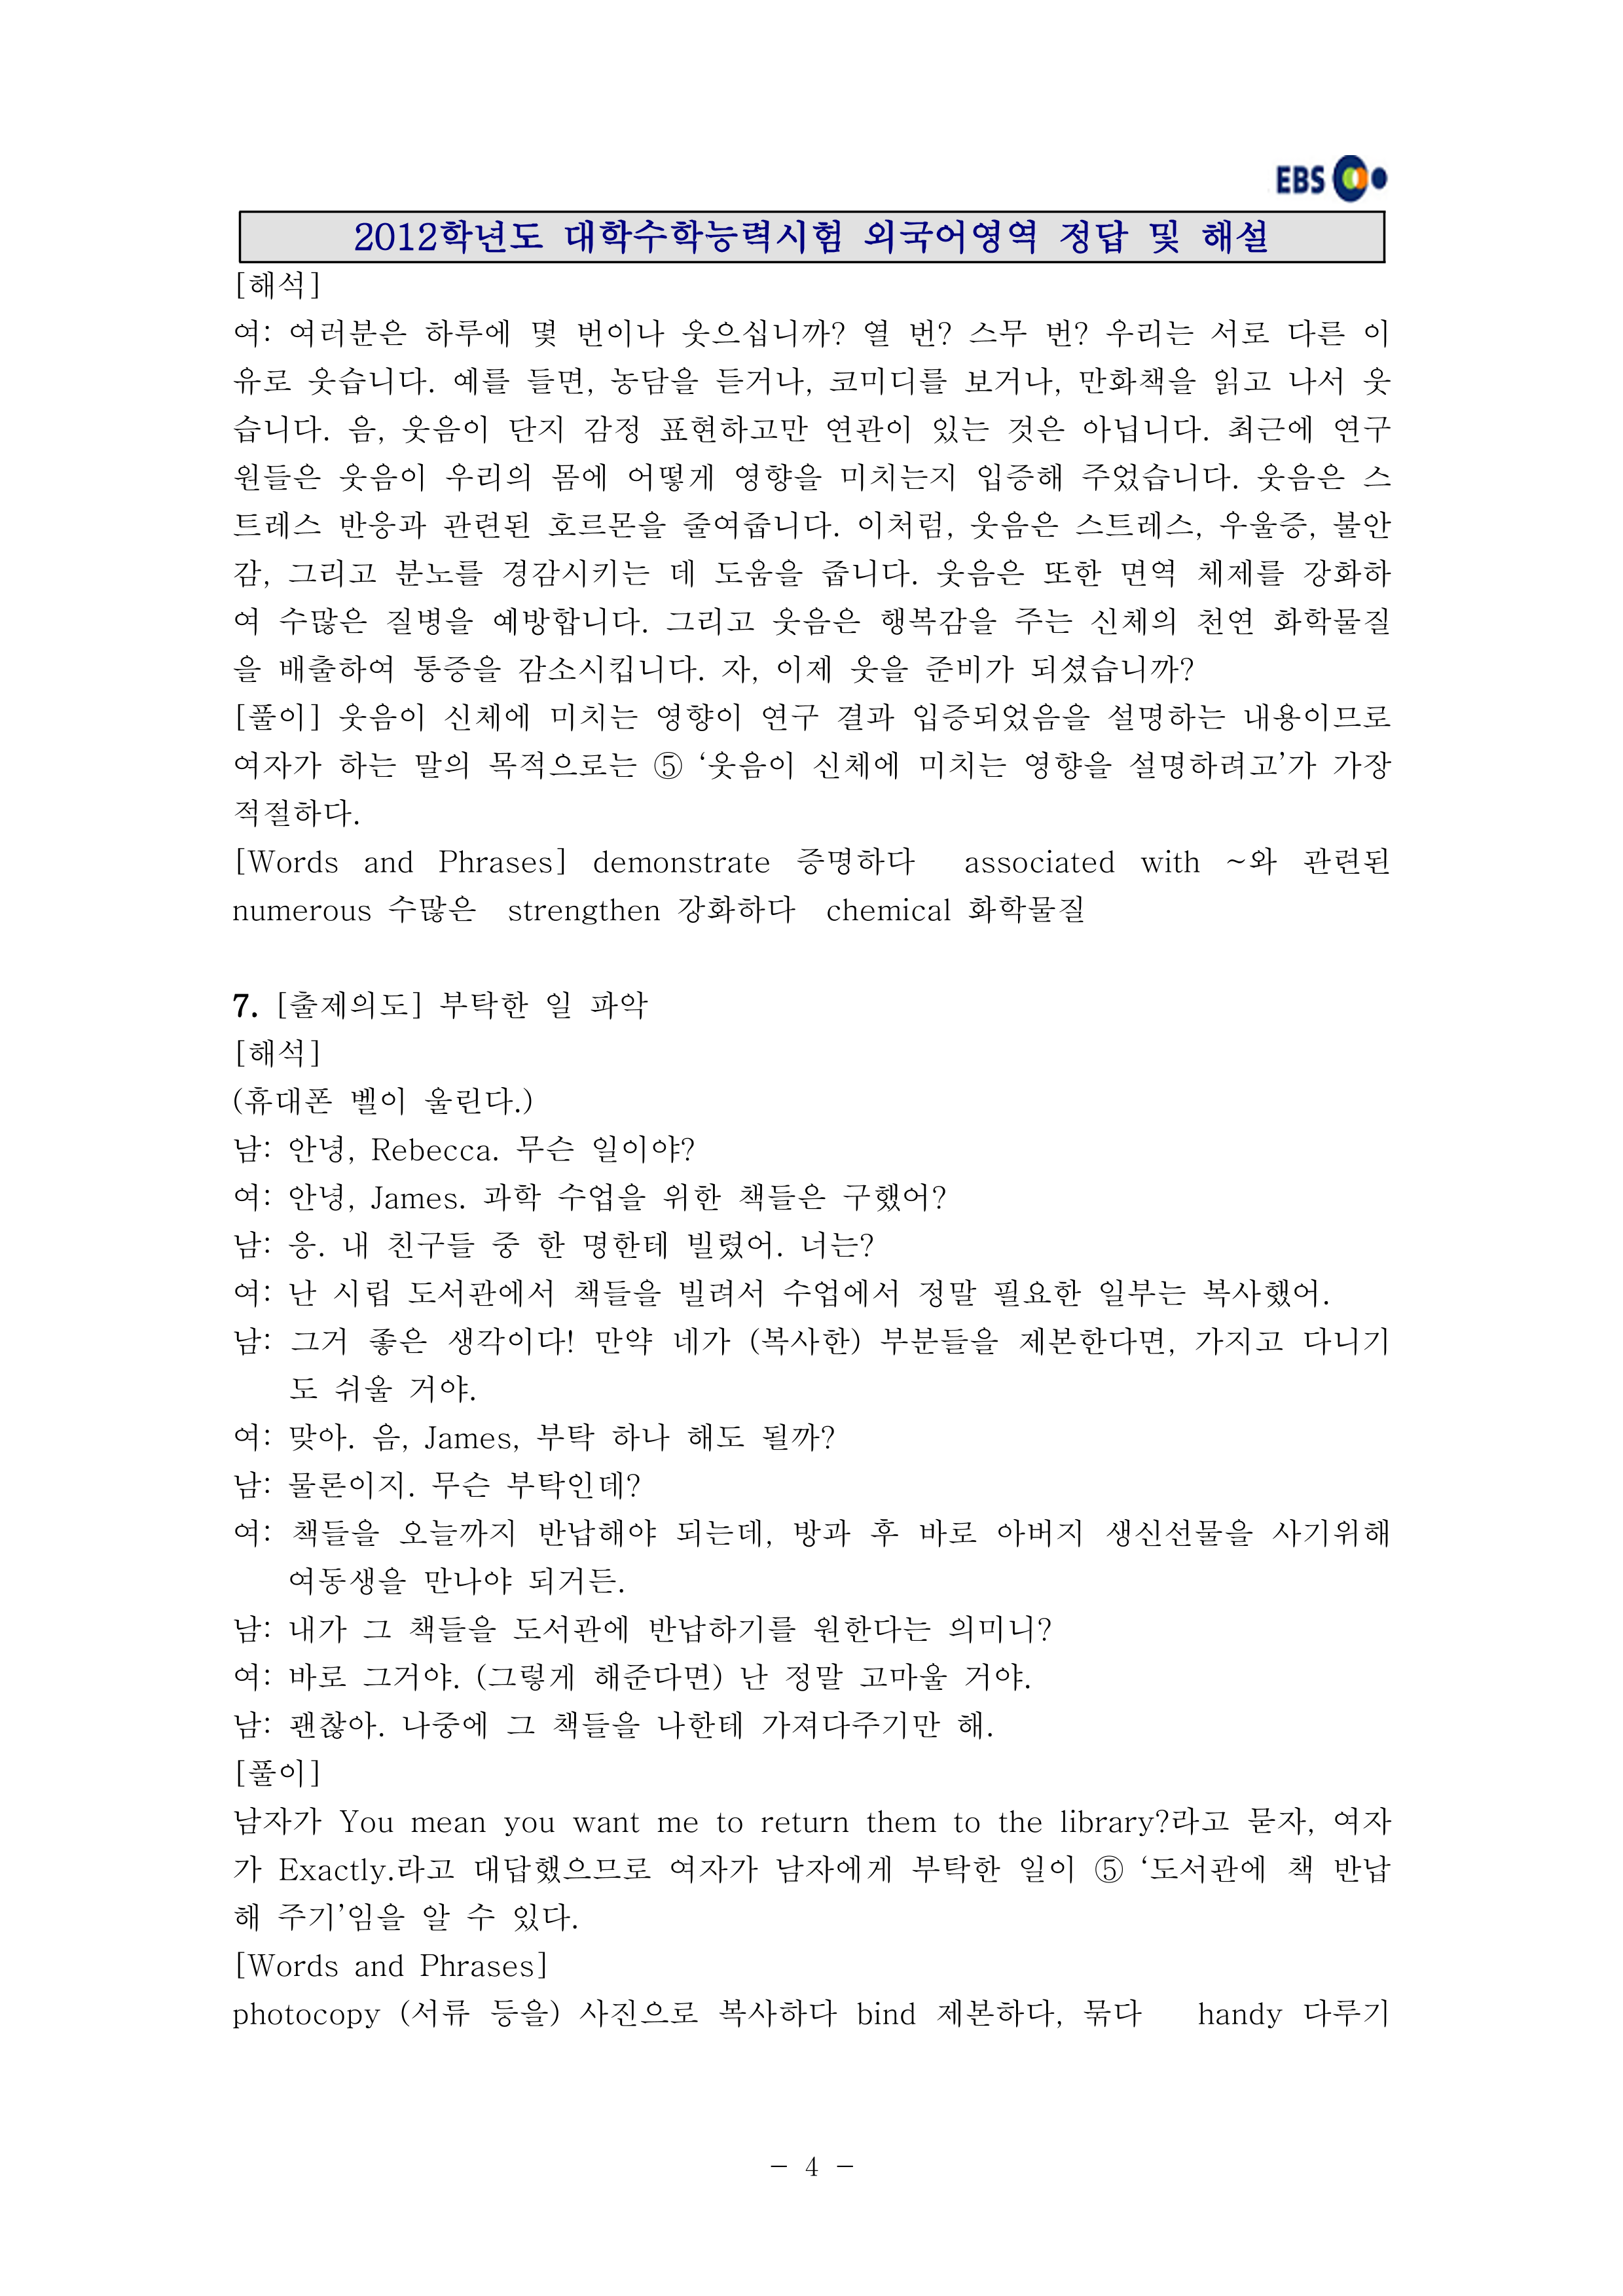 EBS
2012학년도 대학수학능력시험 외국어영역 정답 및 해설
[해석]
여: 여러분은 하루에 몇 번이나 웃으십니까? 열 번? 스무 번? 우리는 서로 다른 이
유로 웃습니다. 예를 들면, 농담을 듣거나, 코미디를 보거나, 만화책을 읽고 나서 웃
습니다. 음, 웃음이 단지 감정 표현하고만 연관이 있는 것은 아닙니다. 최근에 연구
원들은 웃음이 우리의 몸에 어떻게 영향을 미치는지 입증해 주었습니다. 웃음은 스
트레스 반응과 관련된 호르몬을 줄여줍니다. 이처럼, 웃음은 스트레스, 우울증, 불안
감, 그리고 분노를 경감시키는 데 도움을 줍니다. 웃음은 또한 면역 체제를 강화하
여 수많은 질병을 예방합니다. 그리고 웃음은 행복감을 주는 신체의 천연 화학물질
을 배출하여 통증을 감소시킵니다. 자, 이제 웃을 준비가 되셨습니까?
[풀이] 웃음이 신체에 미치는 영향이 연구 결과 입증되었음을 설명하는 내용이므로
여자가 하는 말의 목적으로는 ⑤ ‘웃음이 신체에 미치는 영향을 설명하려고’가 가장
적절하다.
[Words and Phrases] demonstrate 증명하다 associated with ~와 관련된
numerous 수많은 strengthen 강화하다 chemical 화학물질
7. [출제의도] 부탁한 일 파악
[해석]
(휴대폰 벨이 울린다.)
남: 안녕, Rebecca. 무슨 일이야?
여: 안녕, James. 과학 수업을 위한 책들은 구했어?
남: 응. 내 친구들 중 한 명한테 빌렸어. 너는?
여: 난 시립 도서관에서 책들을 빌려서 수업에서 정말 필요한 일부는 복사했어.
남: 그거 좋은 생각이다! 만약 네가 (복사한) 부분들을 제본한다면, 가지고 다니기
도 쉬울 거야.
여: 맞아. 음, James, 부탁 하나 해도 될까?
남: 물론이지. 무슨 부탁인데?
여: 책들을 오늘까지 반납해야 되는데, 방과 후 바로 아버지 생신선물을 사기위해
여동생을 만나야 되거든.
남: 내가 그 책들을 도서관에 반납하기를 원한다는 의미니?
여: 바로 그거야. (그렇게 해준다면) 난 정말 고마울 거야.
남: 괜찮아. 나중에 그 책들을 나한테 가져다주기만 해.
[풀이]
남자가 You mean you want me to return them to the library?라고 묻자, 여자
가 Exactly.라고 대답했으므로 여자가 남자에게 부탁한 일이 ⑤ ‘도서관에 책 반납
해 주기’임을 알 수 있다.
[Words and Phrases]
photocopy (서류 등을) 사진으로 복사하다 bind 제본하다, 묶다 handy 다루기
- 4 -